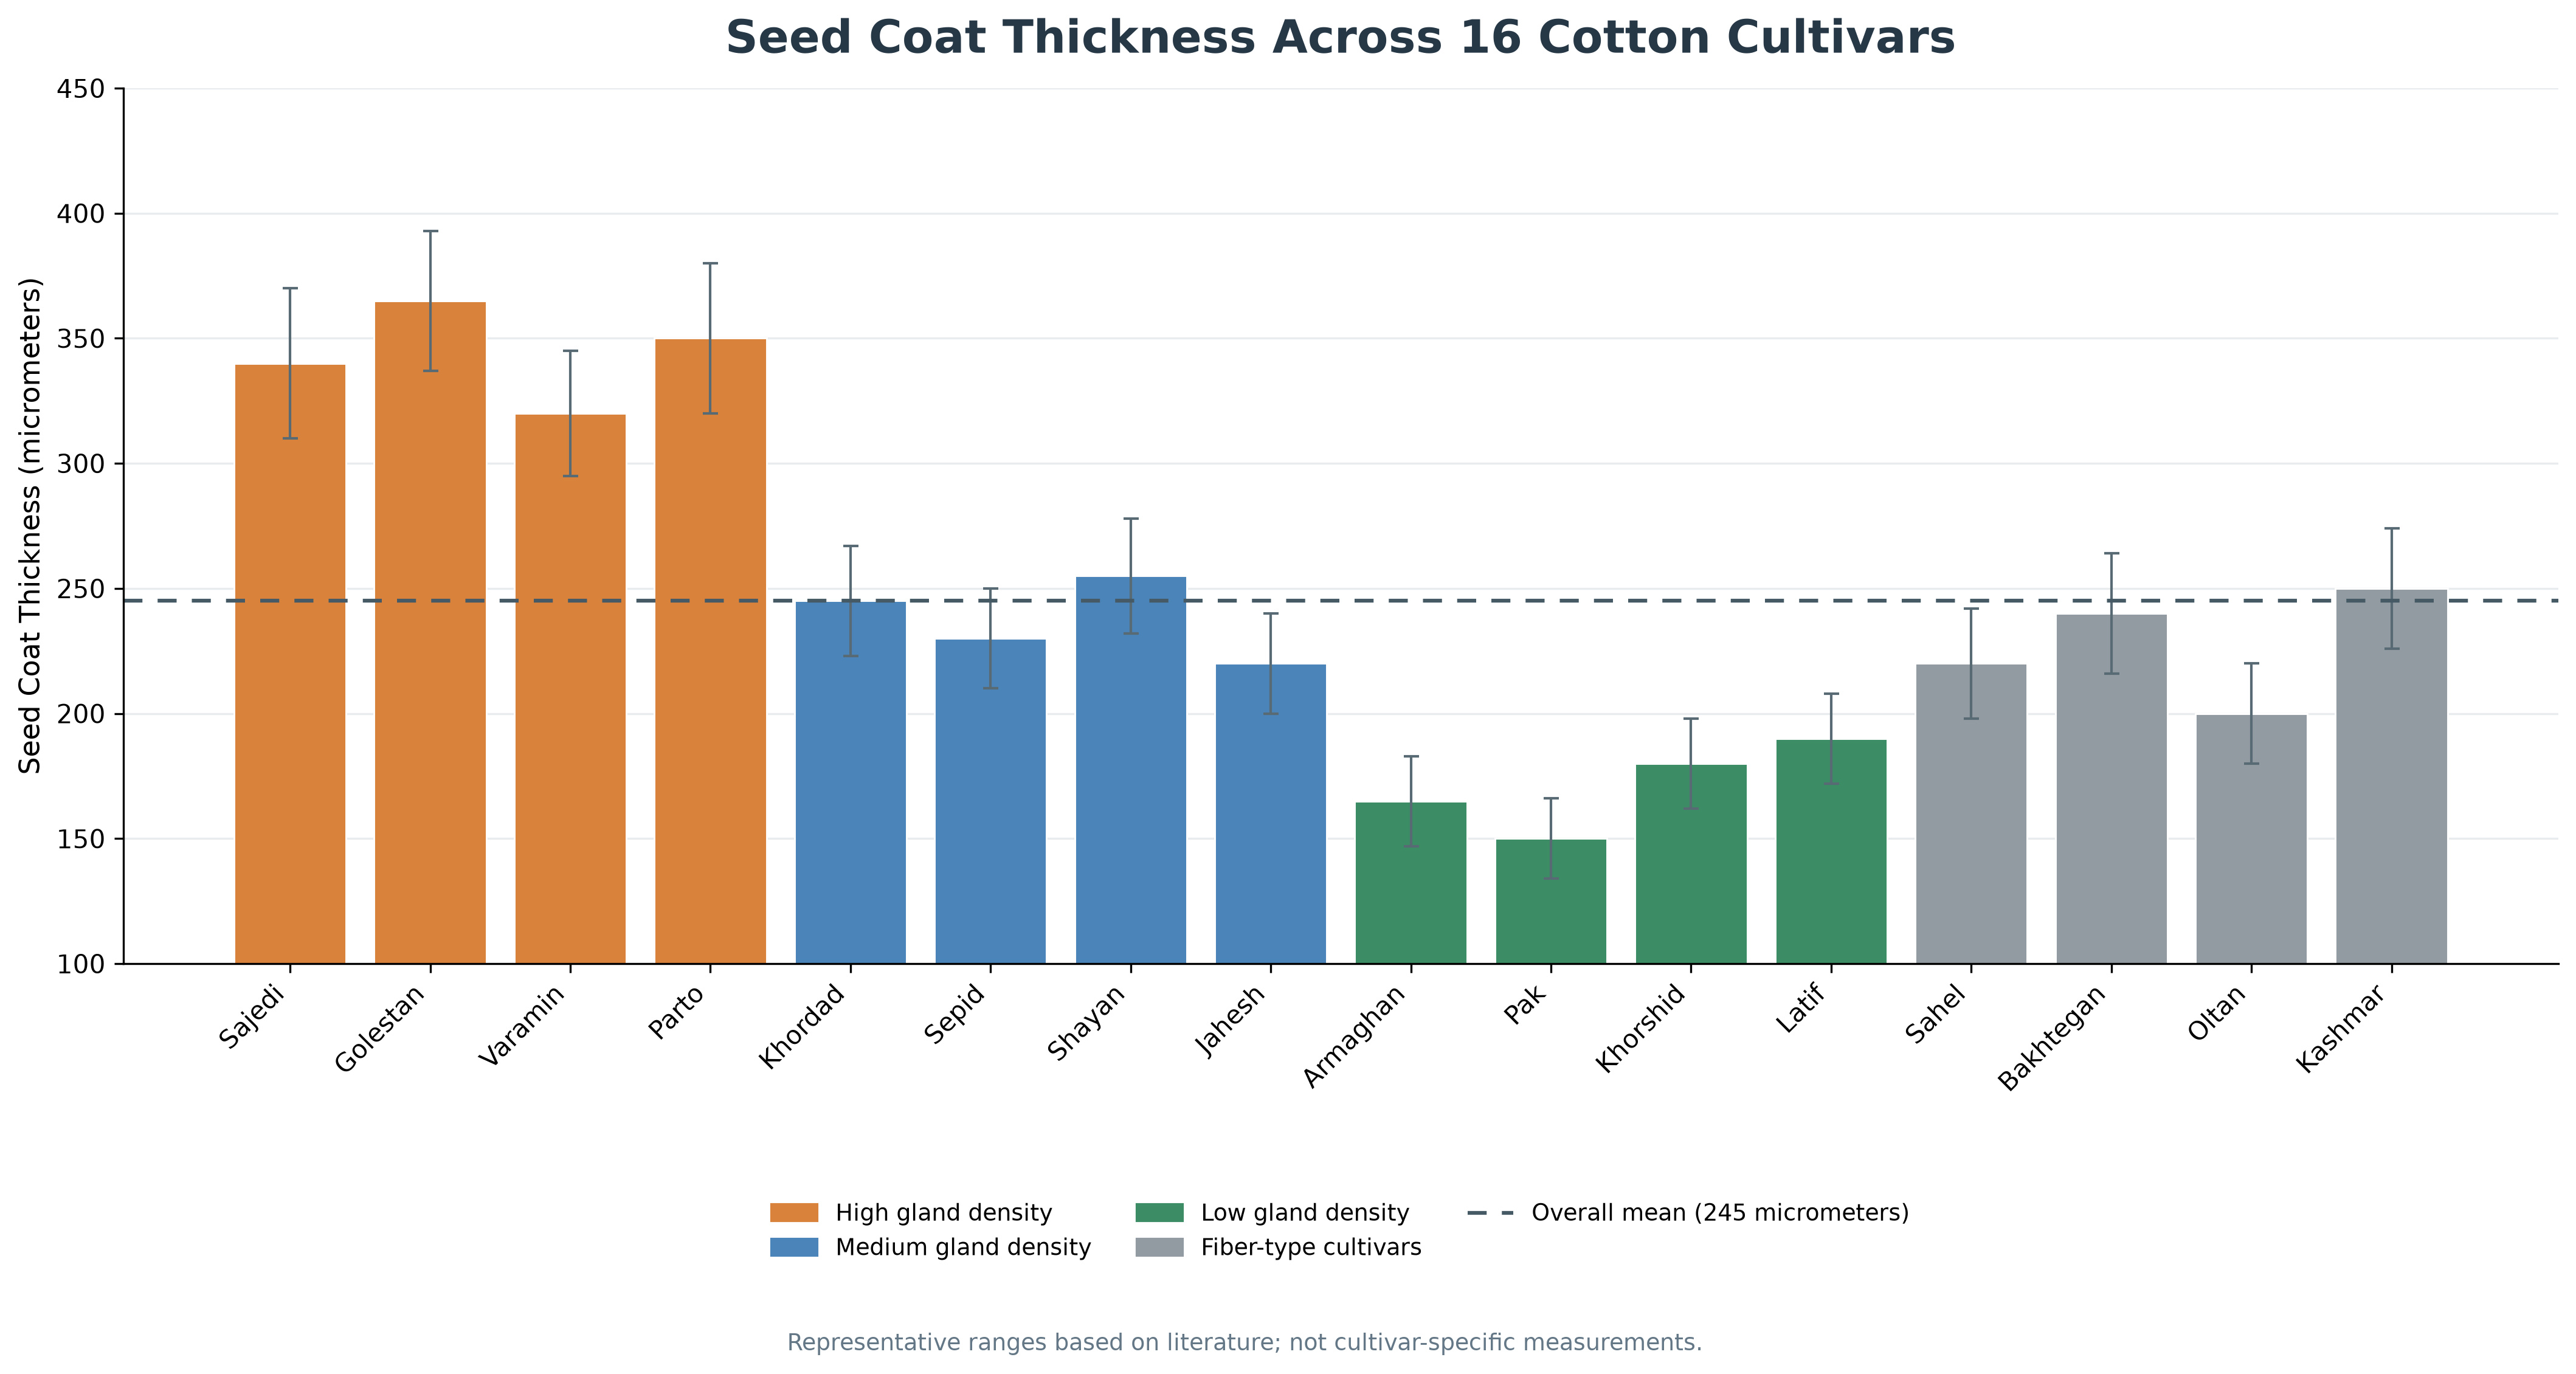 Seed Coat Thickness Across 16 Cotton Cultivars
Seed Coat Thickness (micrometers)
450
400
350
300
250
200
150
100
Sajedi
Golestan
Varamin
Parto
Khordad
Sepid
Shayan
Jahesh
Armaghan
Pak
Khorshid
Latif
Sahel
Bakhtegan
Oltan
Kashmar
High gland density
Medium gland density
Low gland density
Fiber-type cultivars
Overall mean (245 micrometers)
Representative ranges based on literature; not cultivar-specific measurements.